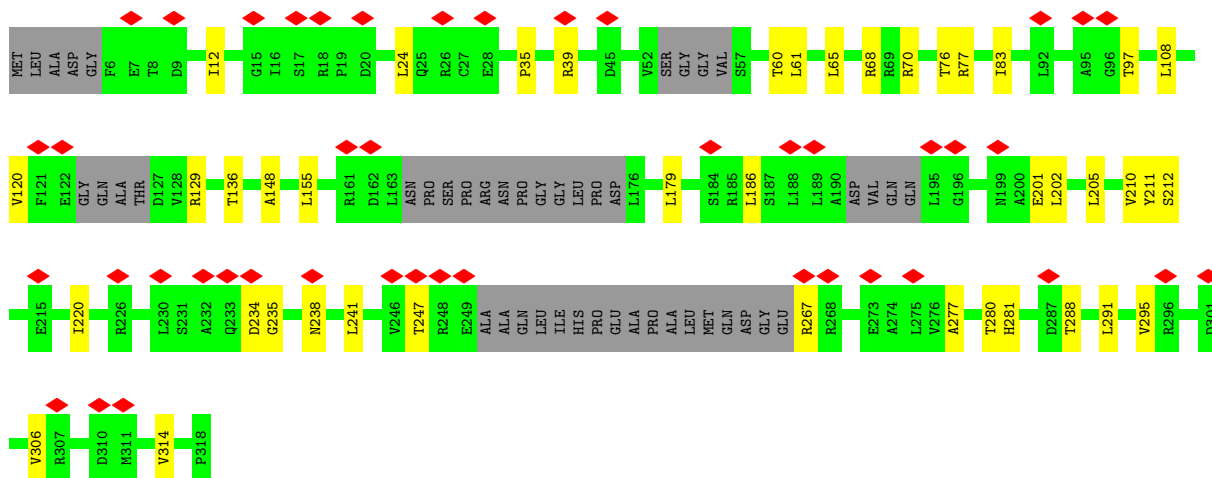 MET LEU ALA ASP GLY F6 E7 T8 D9 I12 G15 I16 S17 R18 P19 D20 L24 Q25 R26 C27 E28 P35 R39 D45 V52 SER GLY GLY VAL S57 T60 L61 L65 R68 R69 R70 T76 R77 I83 L92 A95 G96 T97 L108
V120 F121 E122 GLY GLN ALA THR D127 V128 R129 T136 A148 L155 R161 D162 L163 ASN PRO SER PRO ARG ASN PRO GLY GLY LEU PRO ASP L176 L179 S184 R185 L186 S187 L188 L189 A190 ASP VAL GLN GLN L195 G196 N199 A200 E201 L202 L205 V210 Y211 S212
E215 I220 R226 L230 S231 A232 Q233 D234 G235 N238 L241 V246 T247 R248 E249 ALA ALA GLN LEU ILE HIS PRO GLU ALA PRO ALA LEU MET GLN ASP GLY GLU R267 R268 E273 A274 L275 V276 A277 T280 H281 D287 T288 L291 V295 R296 D301
V306 R307 D310 M311 V314 P318